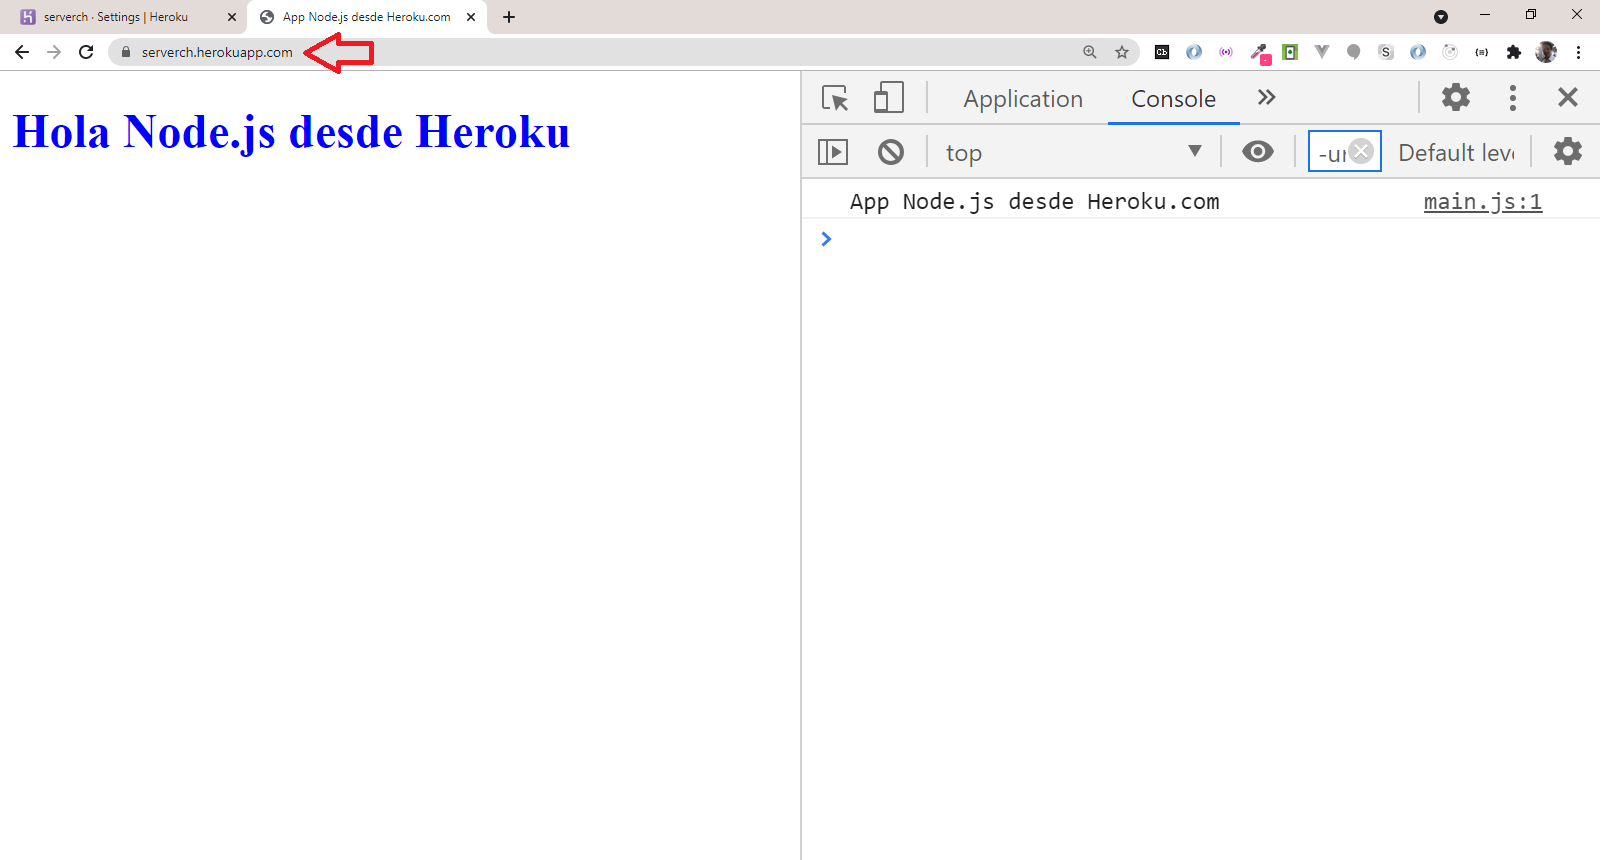 serverch · Settings | Heroku
App Node.js desde Heroku.com
serverch.herokuapp.com
Cb
S
Hola Node.js desde Heroku
Application
Console
top
Default lev
App Node.js desde Heroku.com
main.js:1